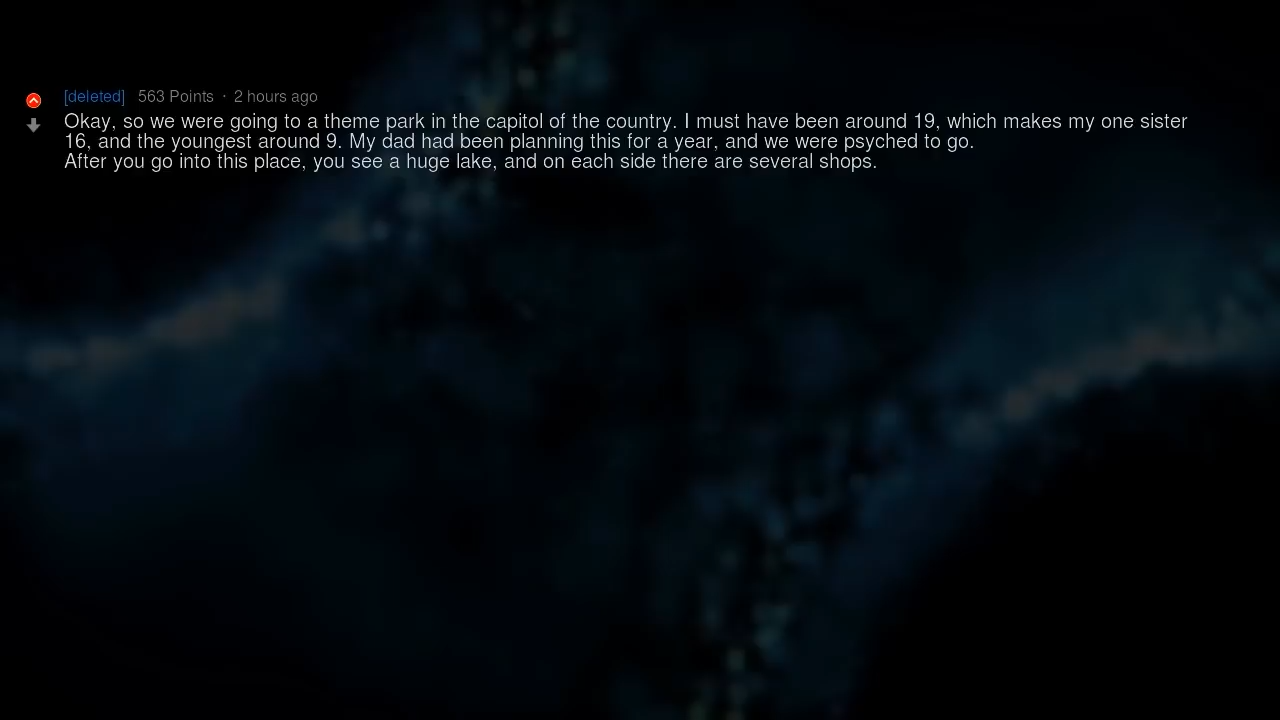 [deleted] 563 Points · 2 hours ago
Okay, so we were going to a theme park in the capitol of the country. I must have been around 19, which makes my one sister
16, and the youngest around 9. My dad had been planning this for a year, and we were psyched to go.
After you go into this place, you see a huge lake, and on each side there are several shops.